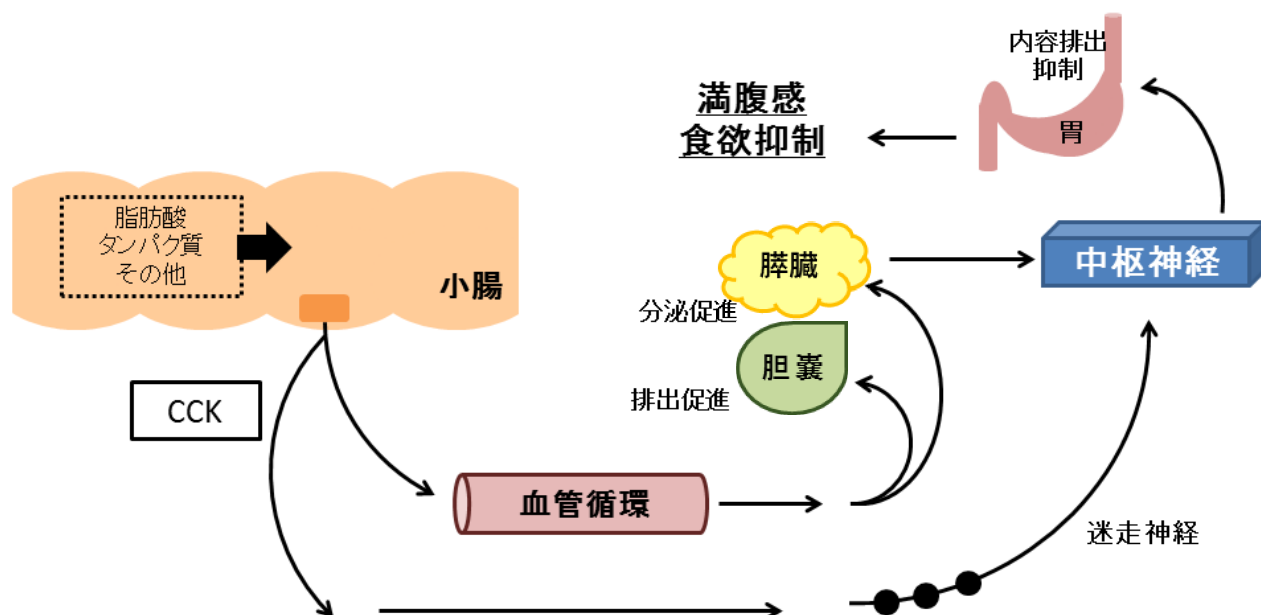 内容排出
抑制
胃
満腹感
食欲抑制
脂肪酸
タンパク質
その他
小腸
膵臓
中枢神経
分泌促進
胆嚢
排出促進
CCK
血管循環
迷走神経